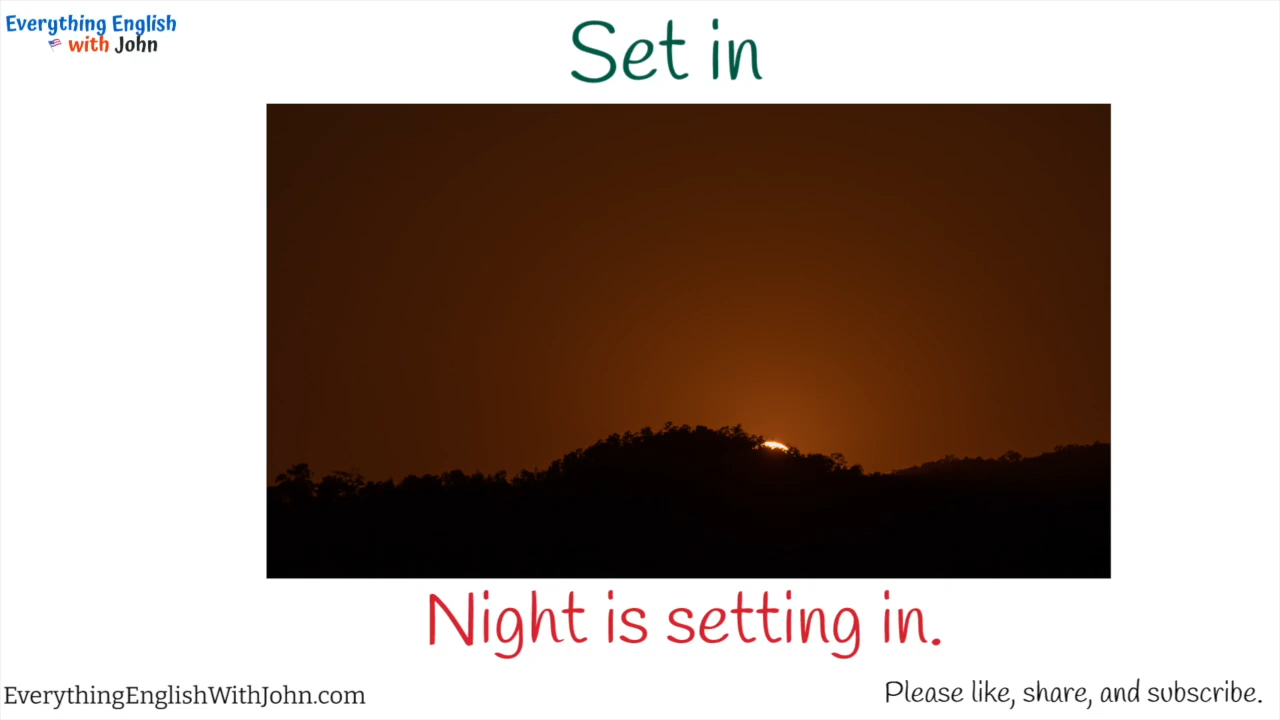 Everything English
with John
Set in
Night is setting in.
EverythingEnglishWithJohn.com
Please like, share, and subscribe.